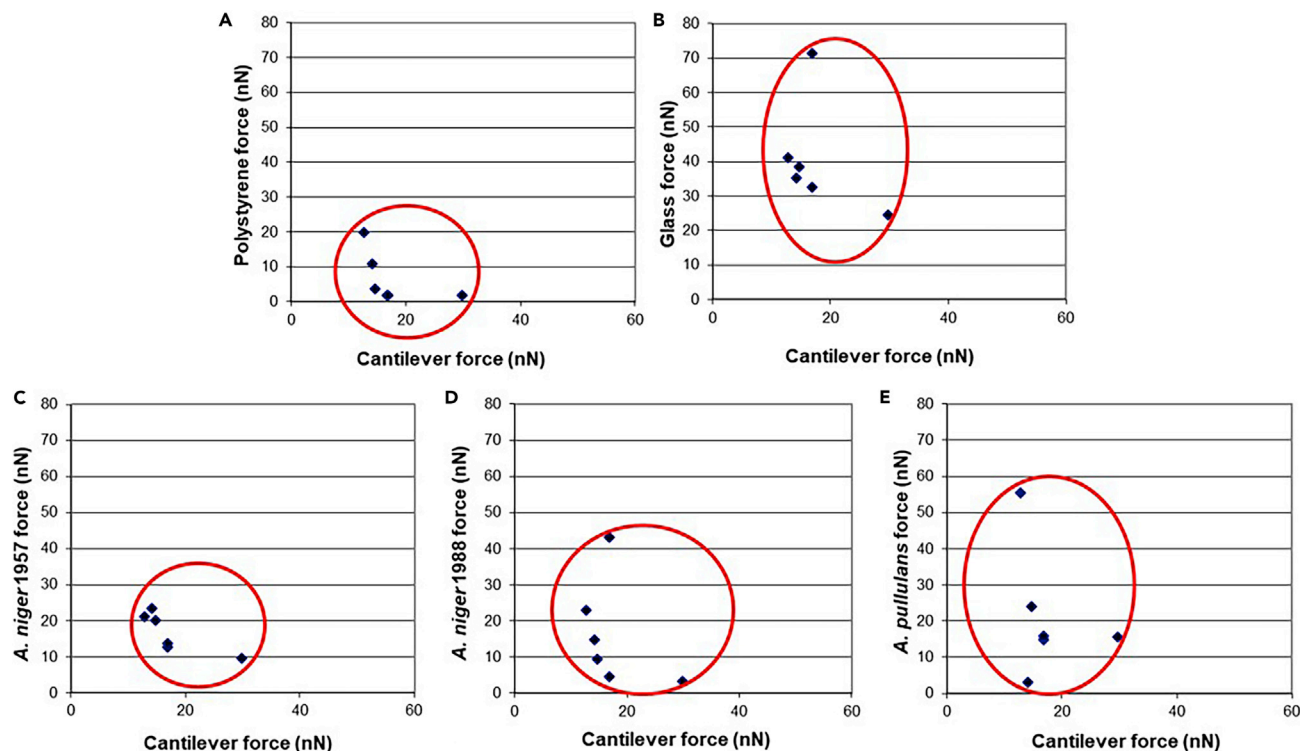 A
80
70
60
50
40
30
20
10
0
Polystyrene force (nN)
0 20 40 60
Cantilever force (nN)
B
80
70
60
50
40
30
20
10
0
Glass force (nN)
0 20 40 60
Cantilever force (nN)
C
80
70
60
50
40
30
20
10
0
A. niger 1957 force (nN)
0 20 40 60
Cantilever force (nN)
D
80
70
60
50
40
30
20
10
0
A. niger 1988 force (nN)
0 20 40 60
Cantilever force (nN)
E
80
70
60
50
40
30
20
10
0
A. pullulans force (nN)
0 20 40 60
Cantilever force (nN)